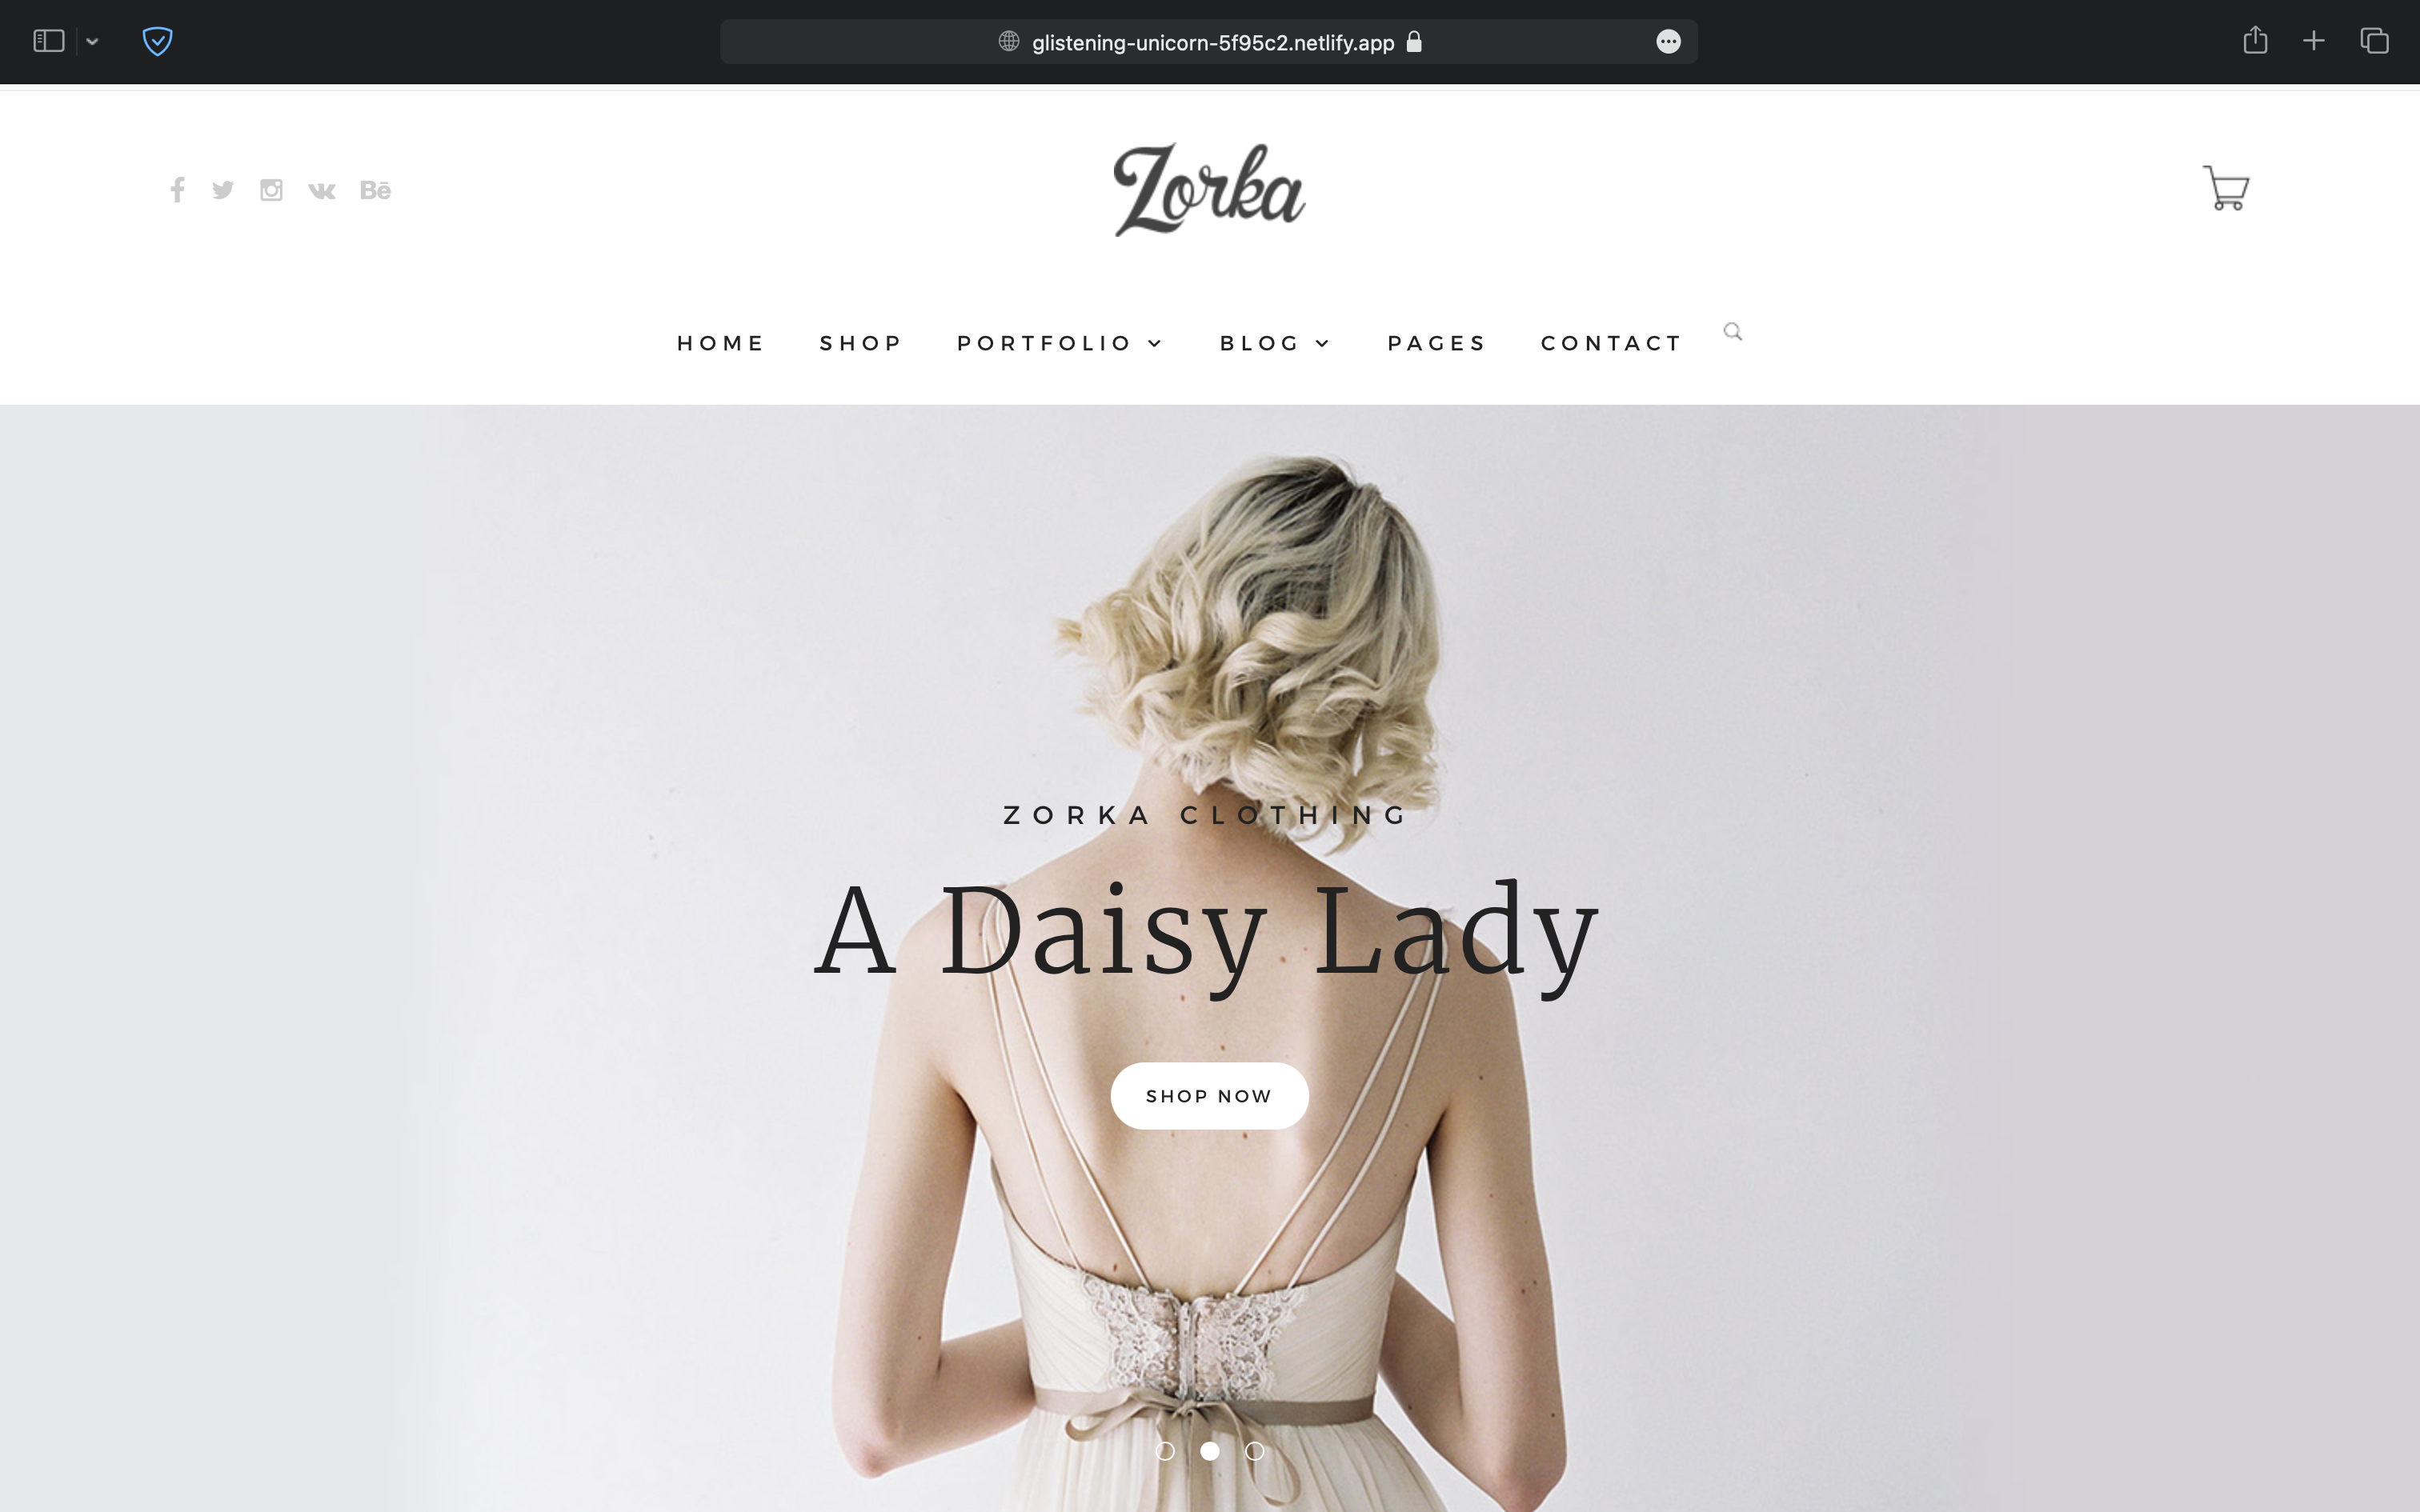 glistening-unicorn-5f95c2.netlify.app
Bē
Zorka
HOME SHOP PORTFOLIO BLOG PAGES CONTACT
ZORKA CLOTHING
A Daisy Lady
SHOP NOW